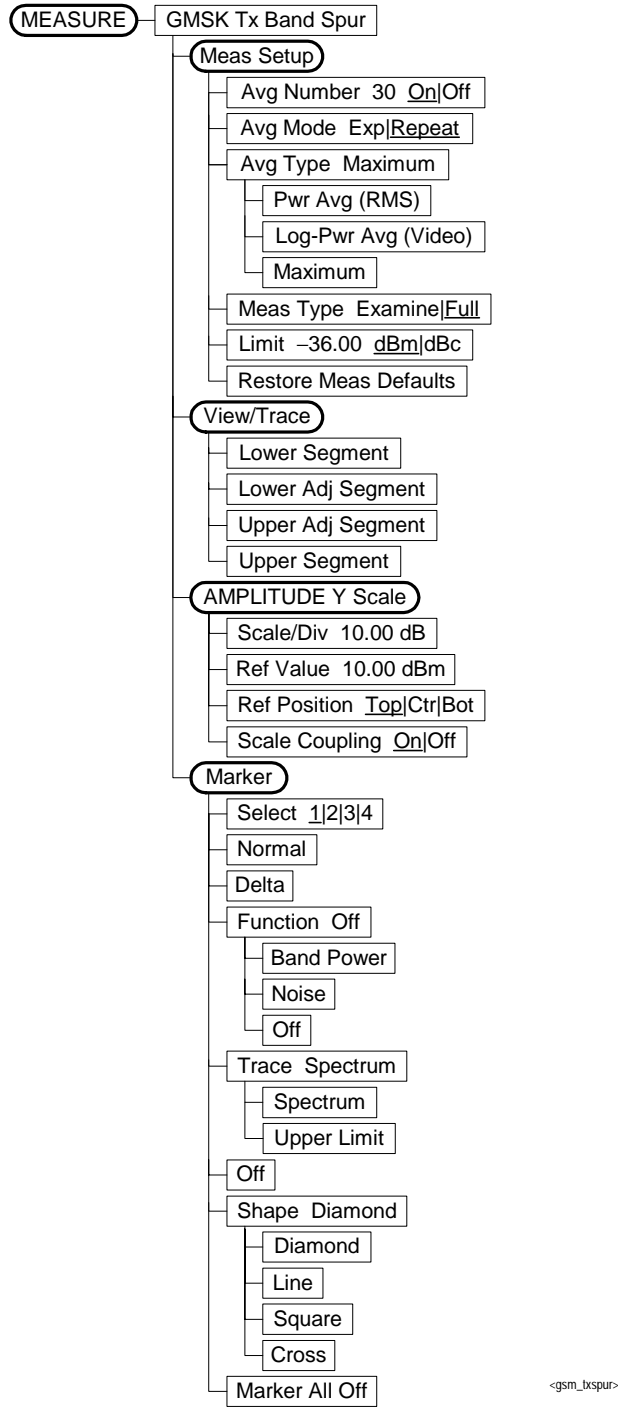 MEASURE GMSK Tx Band Spur
Meas Setup
Avg Number 30 On|Off
Avg Mode Exp|Repeat
Avg Type Maximum
Pwr Avg (RMS)
Log-Pwr Avg (Video)
Maximum
Meas Type Examine|Full
Limit −36.00 dBm|dBc
Restore Meas Defaults
View/Trace
Lower Segment
Lower Adj Segment
Upper Adj Segment
Upper Segment
AMPLITUDE Y Scale
Scale/Div 10.00 dB
Ref Value 10.00 dBm
Ref Position Top|Ctr|Bot
Scale Coupling On|Off
Marker
Select 1|2|3|4
Normal
Delta
Function Off
Band Power
Noise
Off
Trace Spectrum
Spectrum
Upper Limit
Off
Shape Diamond
Diamond
Line
Square
Cross
Marker All Off
<gsm_txspur>